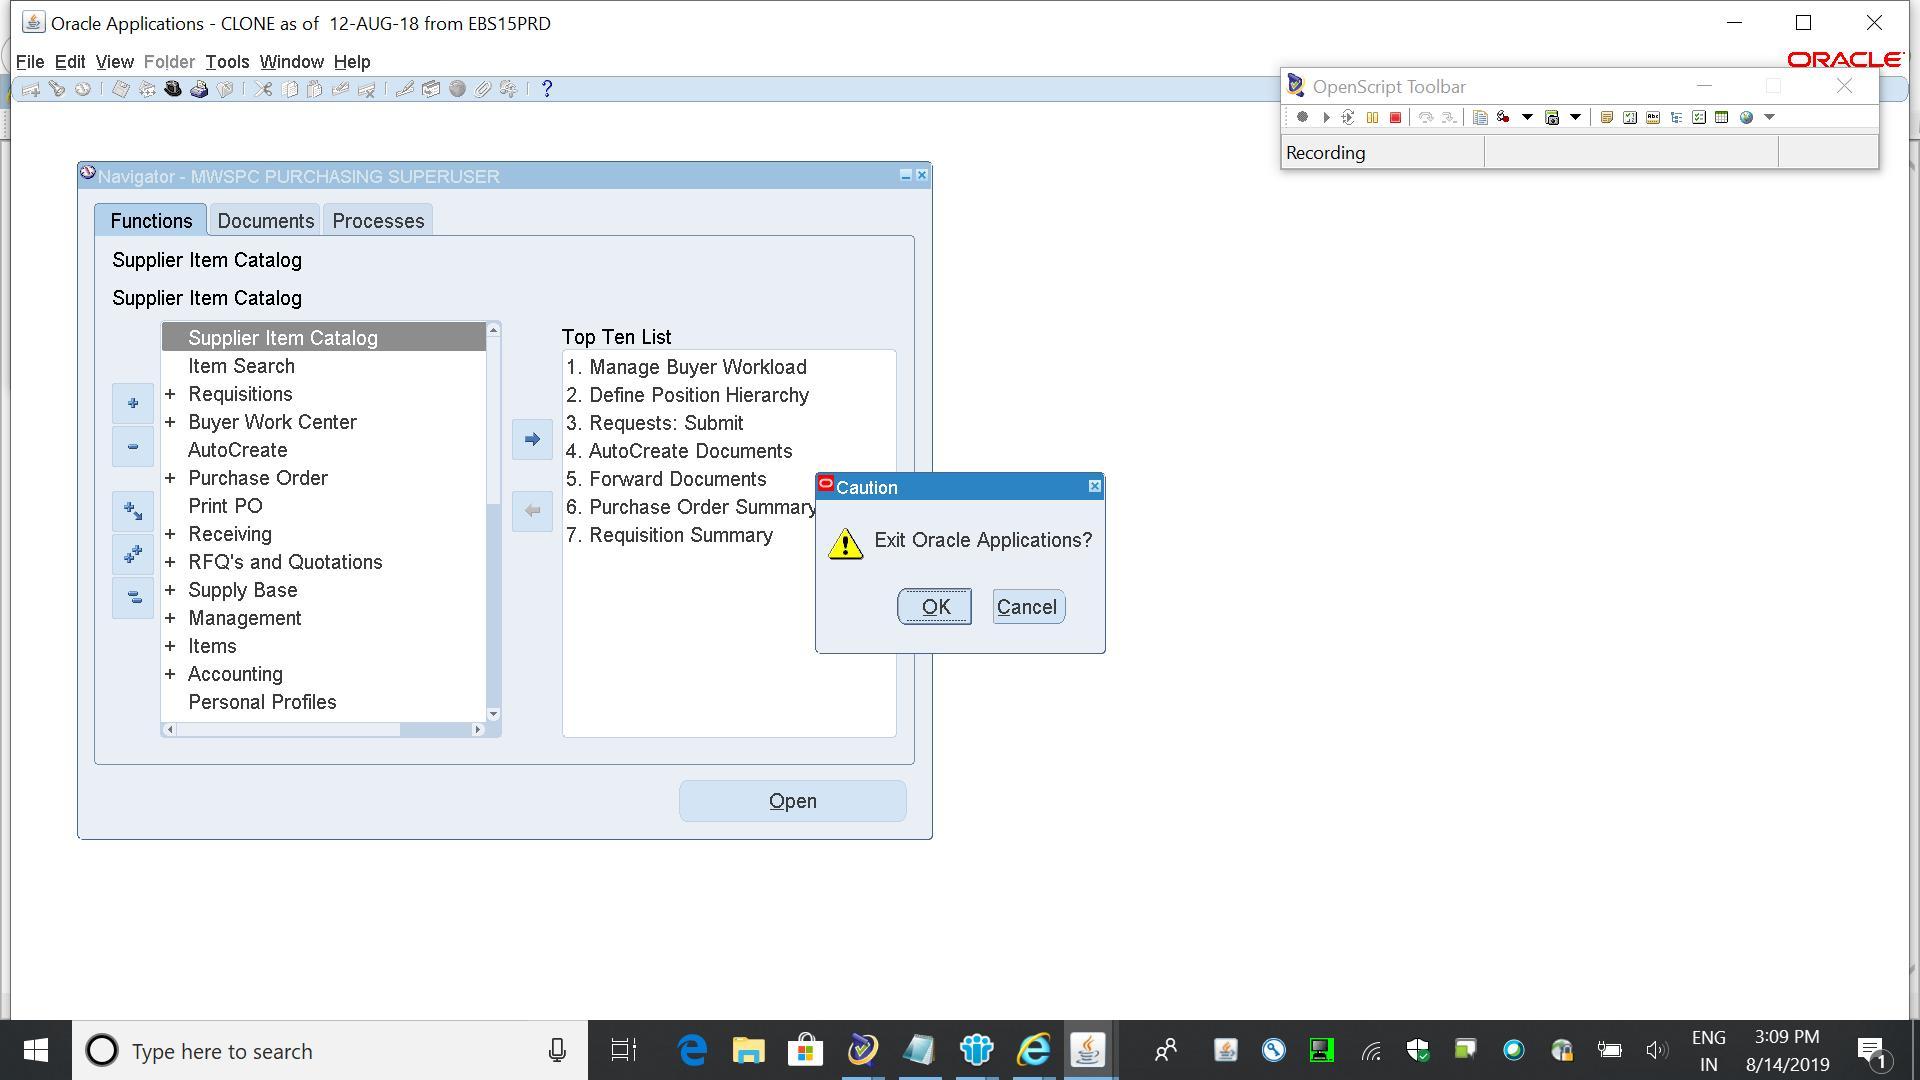 Oracle Applications - CLONE as of  12-AUG-18 from EBS15PRD
File Edit View Folder Tools Window Help
ORACLE
OpenScript Toolbar
Recording
Navigator - MWSPC PURCHASING SUPERUSER
Functions Documents Processes
Supplier Item Catalog
Supplier Item Catalog
Supplier Item Catalog
Item Search
+ Requisitions
+ Buyer Work Center
AutoCreate
+ Purchase Order
Print PO
+ Receiving
+ RFQ's and Quotations
+ Supply Base
+ Management
+ Items
+ Accounting
Personal Profiles
Top Ten List
1. Manage Buyer Workload
2. Define Position Hierarchy
3. Requests: Submit
4. AutoCreate Documents
5. Forward Documents
6. Purchase Order Summary
7. Requisition Summary
Open
Caution
Exit Oracle Applications?
OK Cancel
Type here to search
ENG
IN
3:09 PM
8/14/2019
1